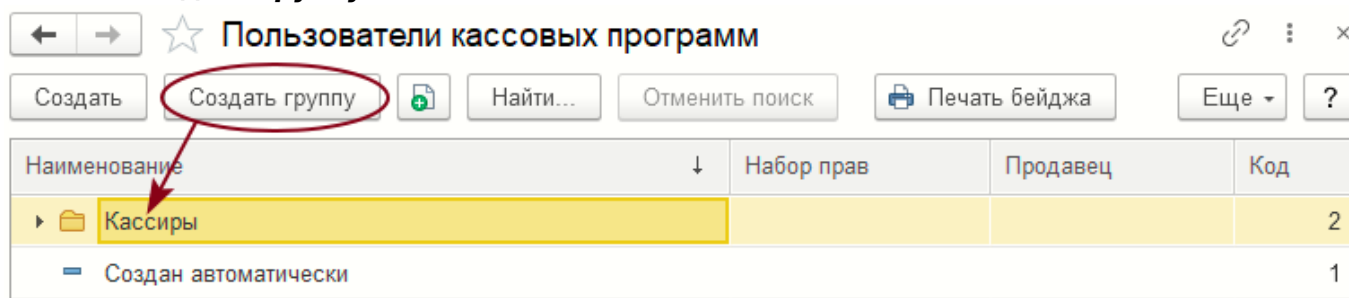 Пользователи кассовых программ
Создать Создать группу Найти... Отменить поиск Печать бейджа Еще ?
Наименование ↓ Набор прав Продавец Код
Кассиры 2
Создан автоматически 1